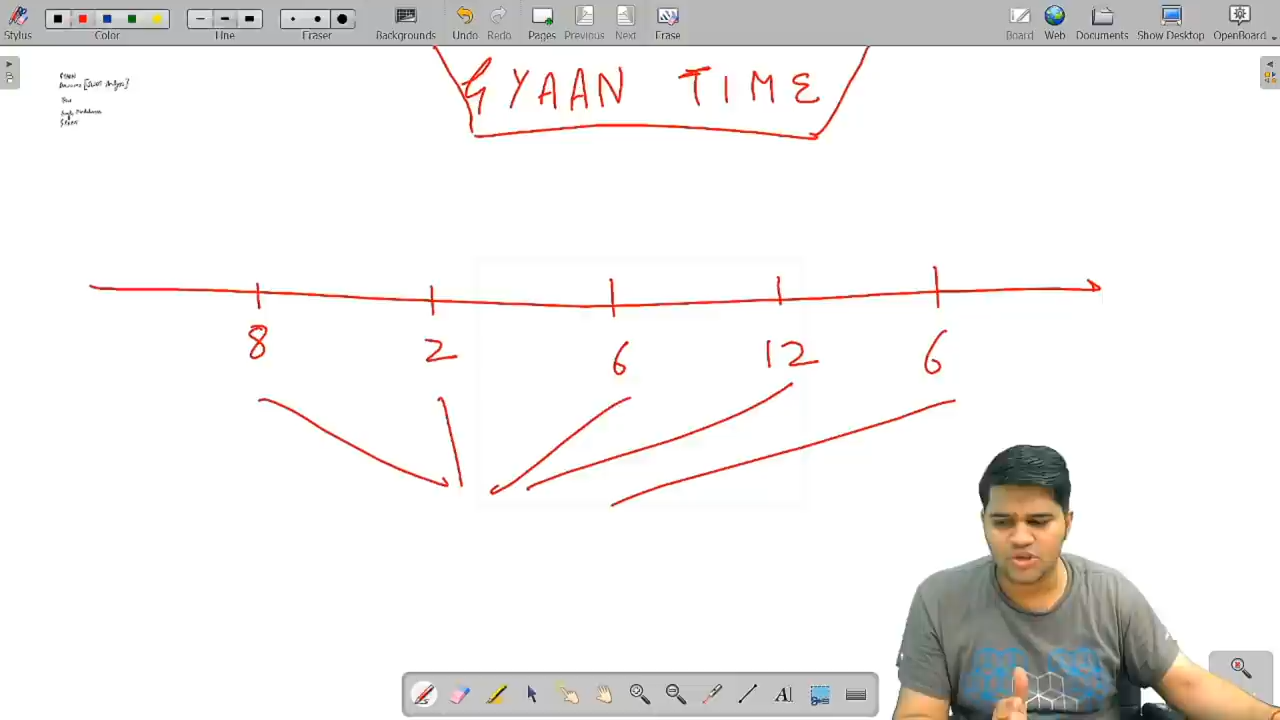 Stylus
Color
Line
Eraser
Backgrounds
Undo
Redo
Pages
Previous
Next
Erase
Board
Web
Documents
Show Desktop
OpenBoard
GYAAN TIME
8 2 6 12 6